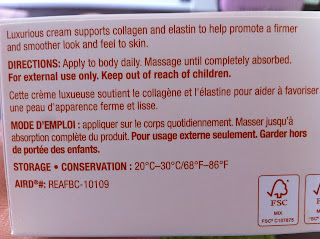 Luxurious cream supports collagen and elastin to help promote a firmer
and smoother look and feel to skin.
DIRECTIONS: Apply to body daily. Massage until completely absorbed.
For external use only. Keep out of reach of children.
Cette crème luxueuse soutient le collagène et l'élastine pour aider à favoriser
une peau d'apparence ferme et lisse.
MODE D'EMPLOI : appliquer sur le corps quotidiennement. Masser jusqu'à
absorption complète du produit. Pour usage externe seulement. Garder hors
de portée des enfants.
STORAGE • CONSERVATION : 20°C–30°C/68°F–86°F
AIRD®#: REAFBC-10109
FSC
MIX